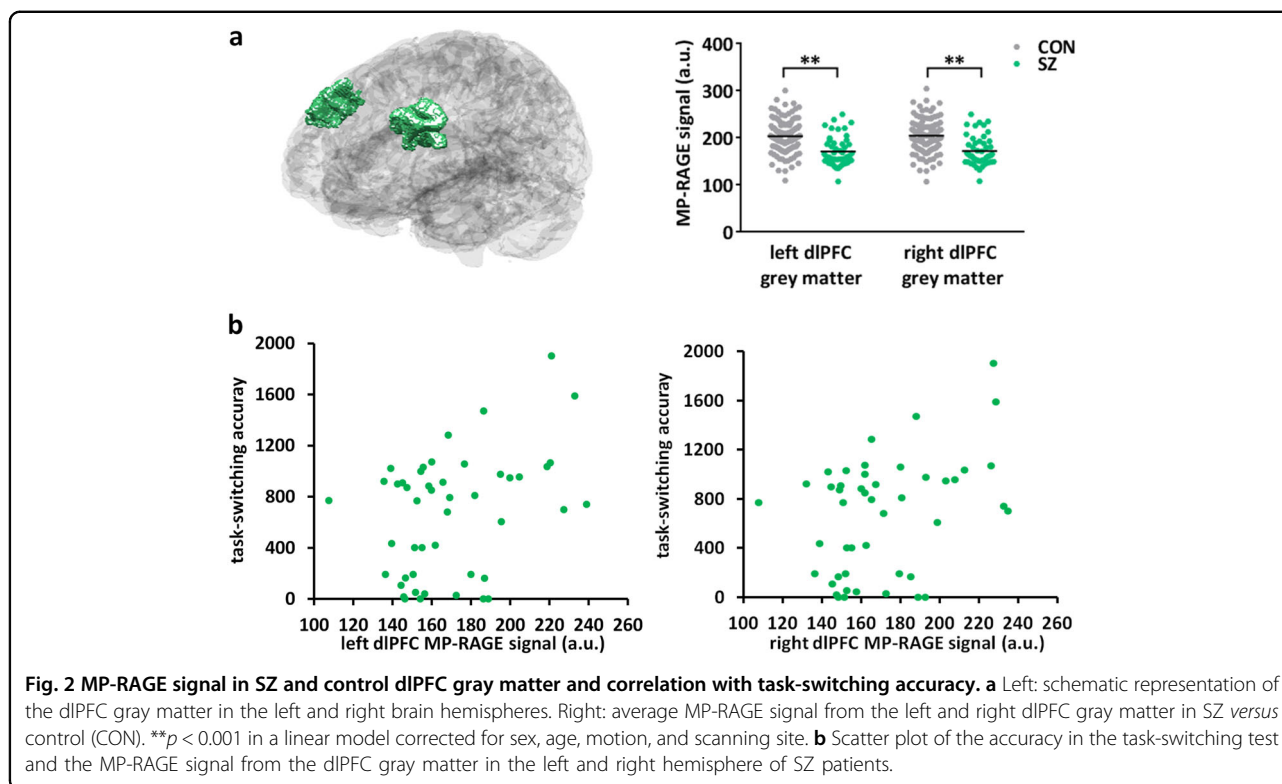 a
400
300
200
100
0
MP-RAGE signal (a.u.)
**
**
CON
SZ
left dlPFC
grey matter
right dlPFC
grey matter
b
2000
1600
1200
800
400
0
task-switching accuray
100 120 140 160 180 200 220 240 260
left dlPFC MP-RAGE signal (a.u.)
2000
1600
1200
800
400
0
task-switching accuray
100 120 140 160 180 200 220 240 260
right dlPFC MP-RAGE signal (a.u.)
Fig. 2 MP-RAGE signal in SZ and control dlPFC gray matter and correlation with task-switching accuracy. a Left: schematic representation of
the dlPFC gray matter in the left and right brain hemispheres. Right: average MP-RAGE signal from the left and right dlPFC gray matter in SZ versus
control (CON). **p < 0.001 in a linear model corrected for sex, age, motion, and scanning site. b Scatter plot of the accuracy in the task-switching test
and the MP-RAGE signal from the dlPFC gray matter in the left and right hemisphere of SZ patients.